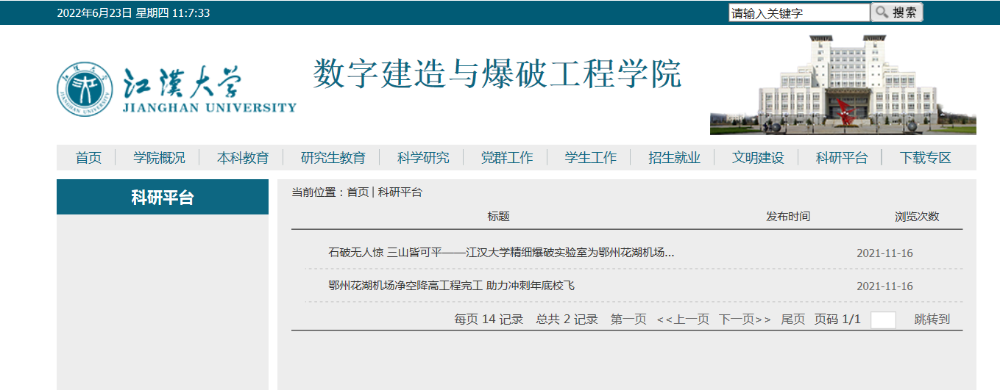 2022年6月23日 星期四 11:7:33
请输入关键字 搜索
数字建造与爆破工程学院
江漢大学
JIANGHAN UNIVERSITY
首页 学院概况 本科教育 研究生教育 科学研究 党群工作 学生工作 招生就业 文明建设 科研平台 下载专区
科研平台
当前位置：首页 | 科研平台
标题 发布时间 浏览次数
石破无人惊 三山皆可平——江汉大学精细爆破实验室为鄂州花湖机场... 2021-11-16
鄂州花湖机场净空降高工程完工 助力冲刺年底校飞 2021-11-16
每页 14 记录 总共 2 记录 第一页 <<上一页 下一页>> 尾页 页码 1/1 跳转到